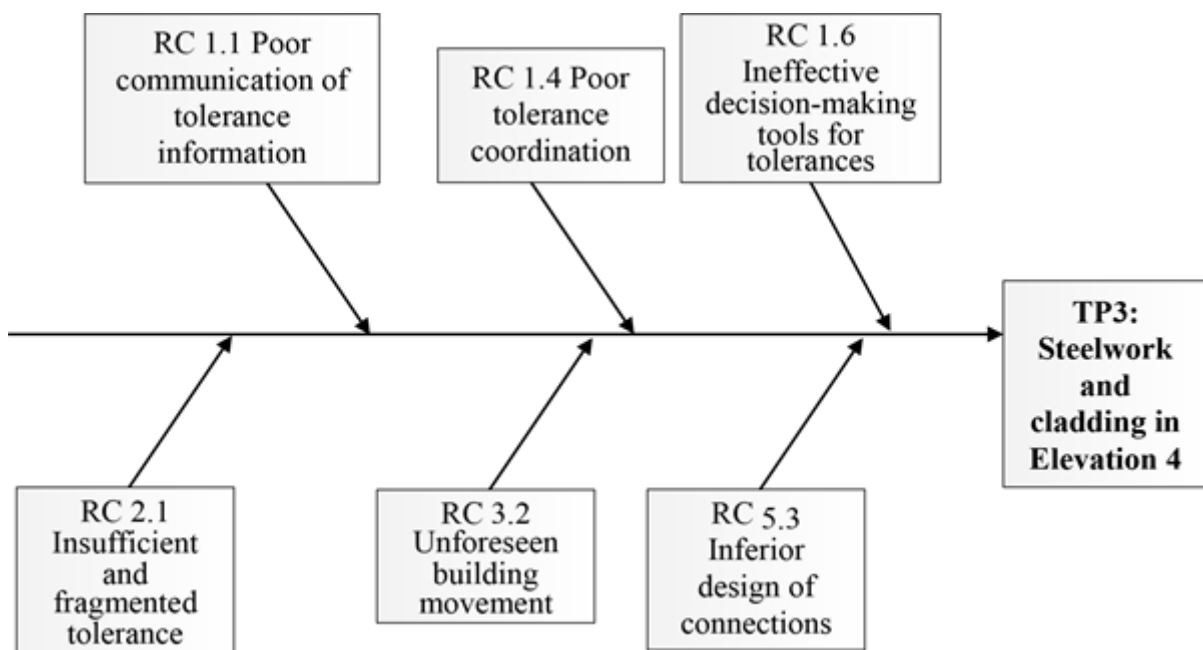 RC 1.1 Poor
communication of
tolerance
information
RC 1.4 Poor
tolerance
coordination
RC 1.6
Ineffective
decision-making
tools for
tolerances
TP3:
Steelwork
and
cladding in
Elevation 4
RC 2.1
Insufficient
and
fragmented
tolerance
RC 3.2
Unforeseen
building
movement
RC 5.3
Inferior
design of
connections